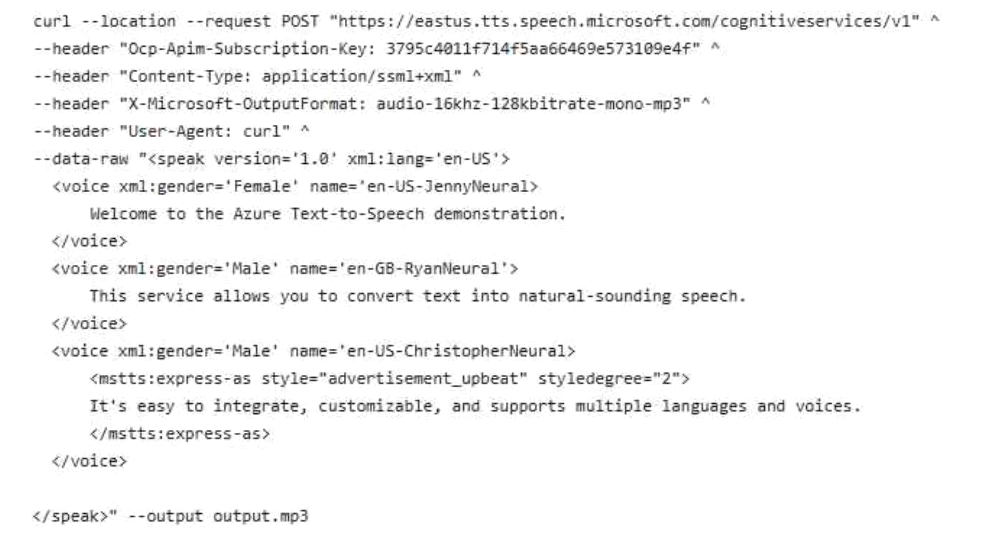 curl --location --request POST "https://eastus.tts.speech.microsoft.com/cognitiveservices/v1" ^
--header "Ocp-Apim-Subscription-Key: 3795c4011f714f5aa66469e573109e4f" ^
--header "Content-Type: application/ssml+xml" ^
--header "X-Microsoft-OutputFormat: audio-16khz-128kbitrate-mono-mp3" ^
--header "User-Agent: curl" ^
--data-raw "<speak version='1.0' xml:lang='en-US'>
<voice xml:gender='Female' name='en-US-JennyNeural>
Welcome to the Azure Text-to-Speech demonstration.
</voice>
<voice xml:gender='Male' name='en-GB-RyanNeural'>
This service allows you to convert text into natural-sounding speech.
</voice>
<voice xml:gender='Male' name='en-US-ChristopherNeural>
<mstts:express-as style="advertisement_upbeat" styledegree="2">
It's easy to integrate, customizable, and supports multiple languages and voices.
</mstts:express-as>
</voice>
</speak>" --output output.mp3